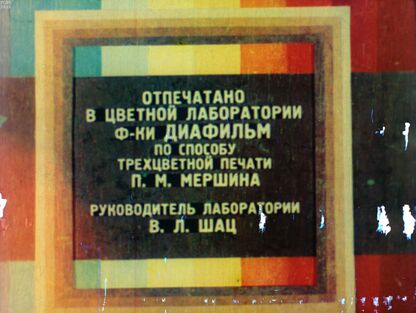 ОТПЕЧАТАНО
В ЦВЕТНОЙ ЛАБОРАТОРИИ
Ф-КИ ДИАФИЛЬМ
ПО СПОСОБУ
ТРЕХЦВЕТНОЙ ПЕЧАТИ
П. М. МЕРШИНА
РУКОВОДИТЕЛЬ ЛАБОРАТОРИИ
В. Л. ШАЦ